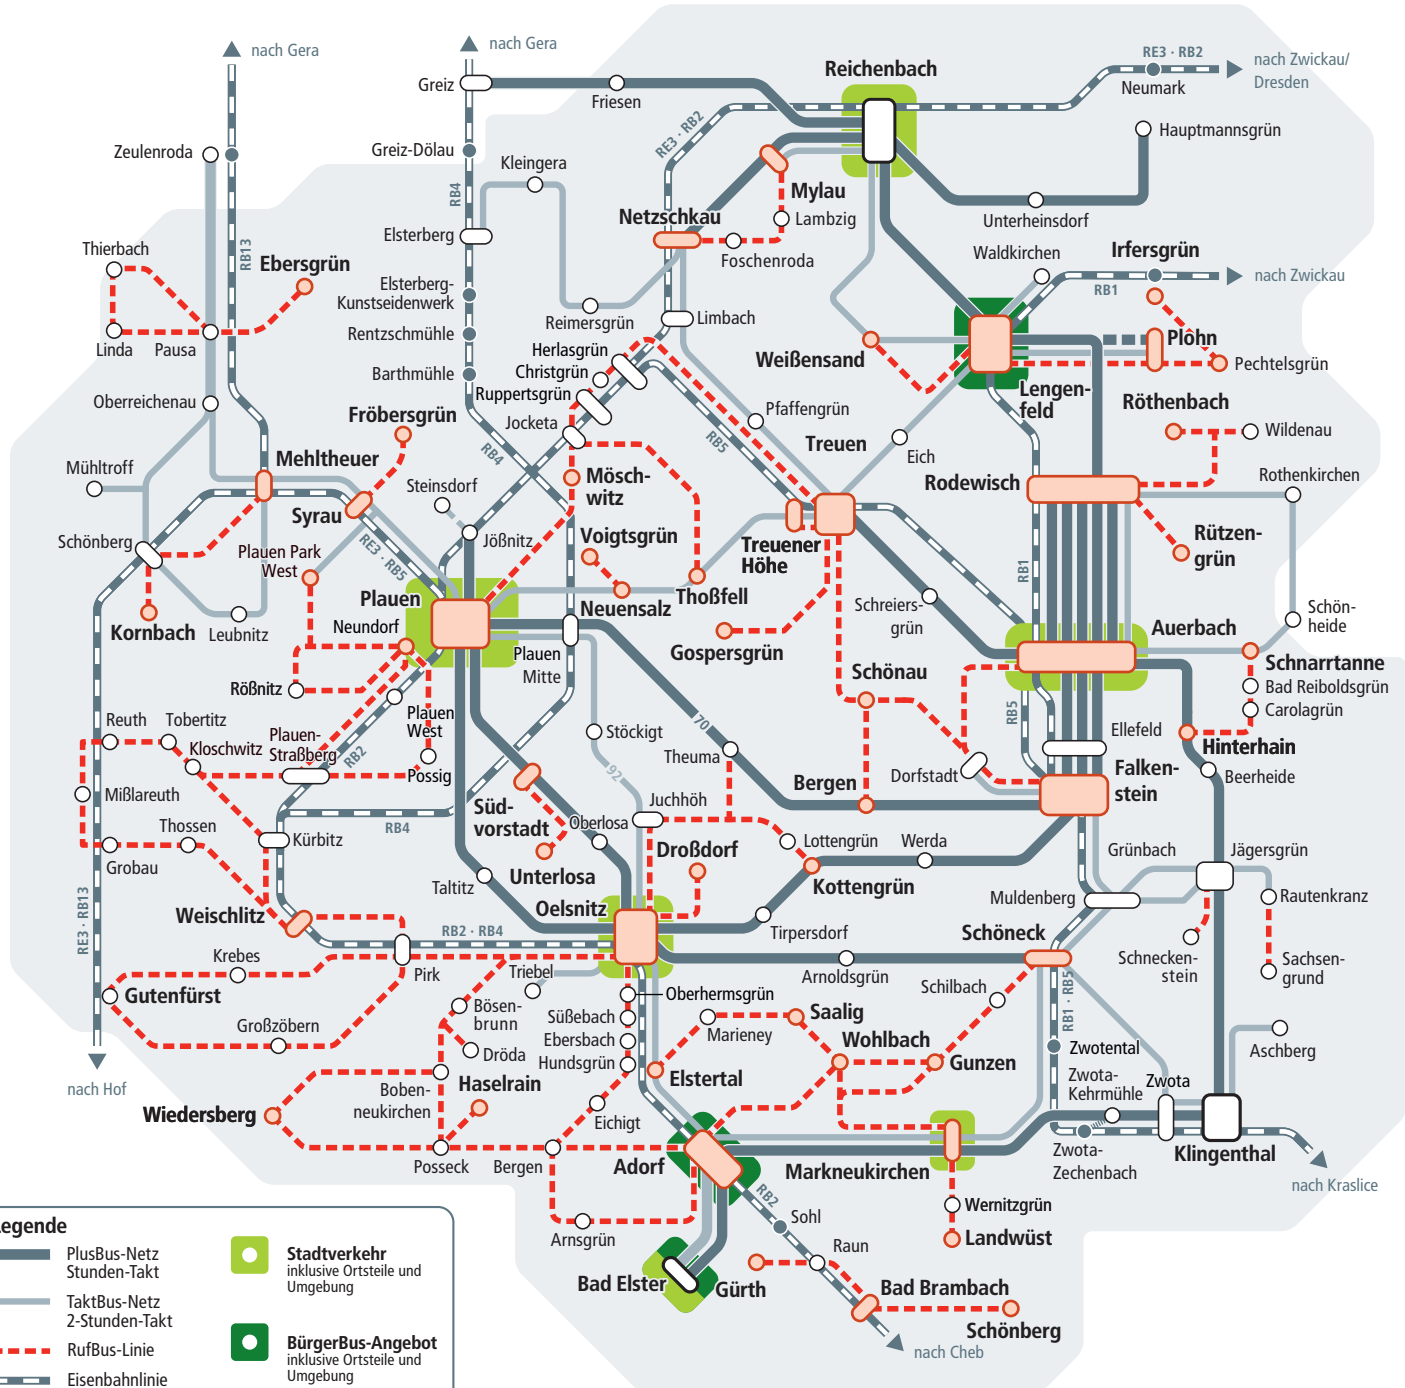 nach Gera
nach Gera
RE3 · RB2
nach Zwickau/
Dresden
Reichenbach
Greiz
Friesen
Neumark
Hauptmannsgrün
Zeulenroda
Greiz-Dölau
Kleingera
RE3 · RB2
RB4
Mylau
Lambzig
Unterheinsdorf
Netzschkau
Elsterberg
Foschenroda
Waldkirchen
Irfersgrün
nach Zwickau
RB1
Thierbach
RB13
Ebersgrün
Elsterberg-
Kunstseidenwerk
Reimersgrün
Limbach
Rentzschmühle
Linda
Pausa
Herlasgrün
Christgrün
Barthmühle
Ruppertsgrün
Weißensand
Plohn
Pechtelsgrün
Lengen-
feld
Oberreichenau
Fröbersgrün
Jocketa
RB5
Pfaffengrün
Treuen
Eich
Röthenbach
Wildenau
Mehltheuer
RB4
Mühltroff
Steinsdorf
Mösch-
witz
Rodewisch
Rothenkirchen
Syrau
Schönberg
RE3 · RB5
Jößnitz
Voigtsgrün
Treuener
Höhe
Rützen-
grün
Plauen Park
West
RB1
Plauen
Neuensalz
Thoßfell
Schreiers-
grün
Kornbach
Leubnitz
Neundorf
Plauen
Mitte
Gospersgrün
Auerbach
Schön-
heide
Schnarrtanne
Schönau
Rößnitz
Bad Reiboldsgrün
Carolagrün
Reuth
Tobertitz
Plauen
West
RB5
Plauen-
Straßberg
Kloschwitz
RB2
Possig
Stöckigt
70
Theuma
92
Ellefeld
Hinterhain
Dorfstadt
Falken-
stein
Beerheide
Bergen
Mißlareuth
Süd-
vorstadt
Juchhöh
Thossen
Kürbitz
RB4
Oberlosa
Lottengrün
Werda
Grünbach
Jägersgrün
Grobau
Droßdorf
Unterlosa
Kottengrün
Taltitz
Muldenberg
Rautenkranz
Weischlitz
Oelsnitz
RE3 · RB13
RB2 · RB4
Tirpersdorf
Schöneck
Krebes
Pirk
Triebel
Arnoldsgrün
Schnecken-
stein
Sachsen-
grund
Gutenfürst
Bösen-
brunn
Oberhermsgrün
Schilbach
Großzöbern
Süßebach
Saalig
RB1 · RB5
Ebersbach
Marieney
Wohlbach
Dröda
Hundsgrün
Gunzen
Zwotental
Aschberg
nach Hof
Elstertal
Boben-
neukirchen
Haselrain
Zwota-
Kehrmühle
Zwota
Wiedersberg
Eichigt
Posseck
Bergen
Adorf
Markneukirchen
Zwota-
Zechenbach
Klingenthal
nach Kraslice
RB2
Wernitzgrün
Arnsgrün
Sohl
Landwüst
Raun
Bad Elster
Gürth
Bad Brambach
Schönberg
nach Cheb
Legende
PlusBus-Netz
Stunden-Takt
TaktBus-Netz
2-Stunden-Takt
RufBus-Linie
Eisenbahnlinie
Stadtverkehr
inklusive Ortsteile und
Umgebung
BürgerBus-Angebot
inklusive Ortsteile und
Umgebung